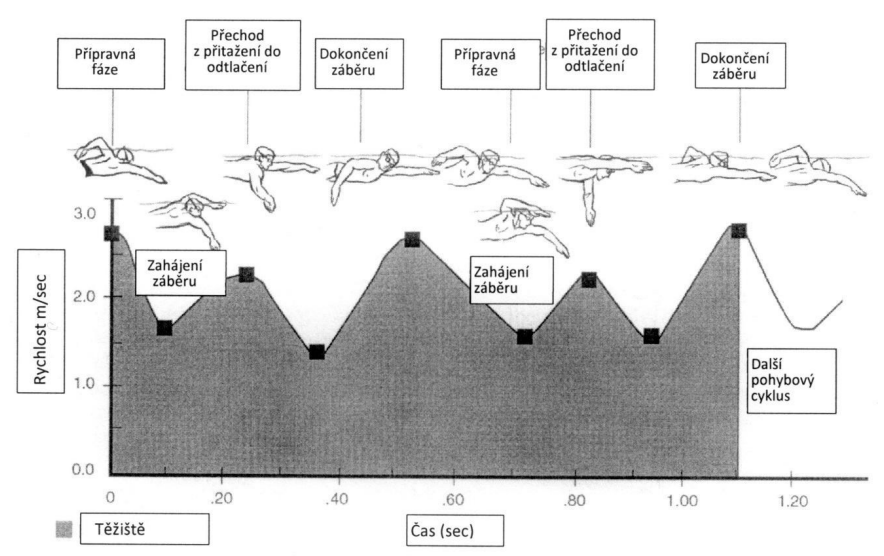 Přípravná
fáze
Přechod
z přitažení do
odtlačení
Dokončení
záběru
Přípravná
fáze
Přechod
z přitažení do
odtlačení
Dokončení
záběru
Zahájení
záběru
Zahájení
záběru
Rychlost m/sec
3.0
2.0
1.0
0.0
Další
pohybový
cyklus
0
.20
.40
.60
.80
1.00
1.20
Těžiště
Čas (sec)